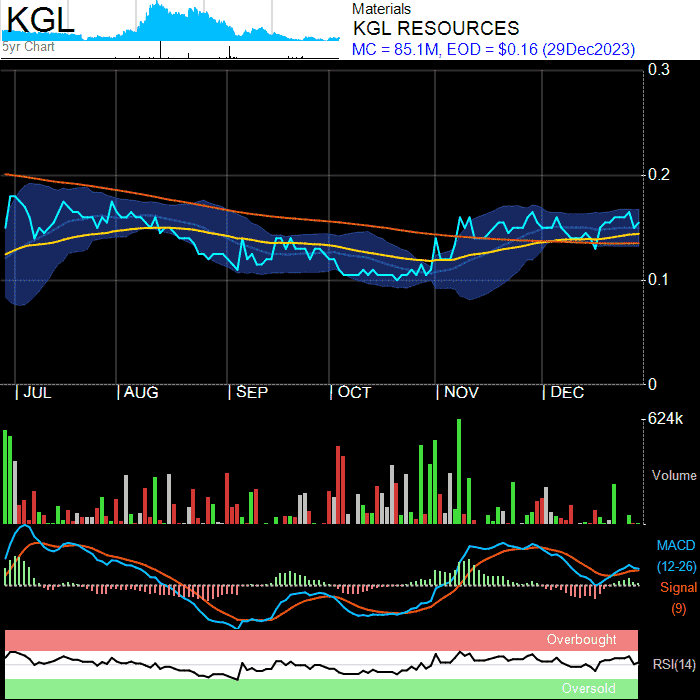 KGL
5yr Chart
Materials
KGL RESOURCES
MC = 85.1M, EOD = $0.16 (29Dec2023)
0.3
0.2
0.1
0
JUL AUG SEP OCT NOV DEC
624k
Volume
MACD
(12-26)
Signal
(9)
Overbought
RSI(14)
Oversold